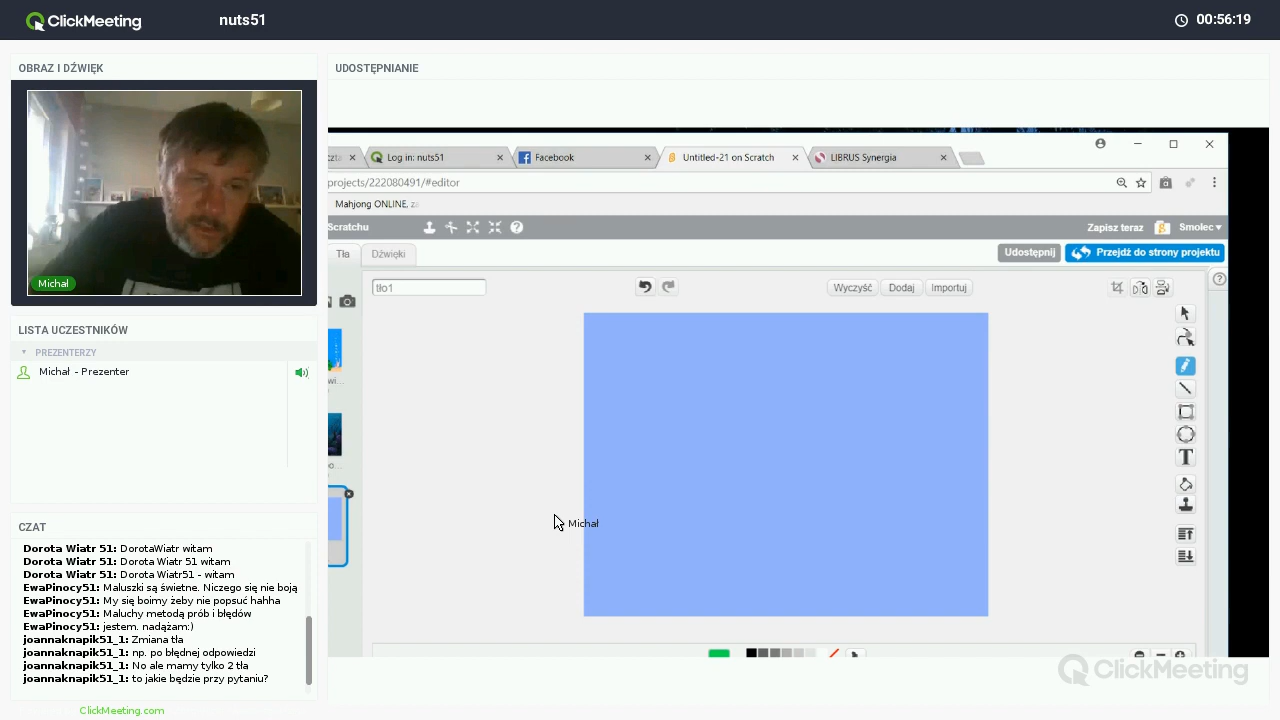 ClickMeeting
nuts51
00:56:19
OBRAZ I DŹWIĘK
UDOSTĘPNIANIE
Michał
LISTA UCZESTNIKÓW
PREZENTERZY
Michał - Prezenter
CZAT
Dorota Wiatr 51: DorotaWiatr witam
Dorota Wiatr 51: Dorota Wiatr 51 witam
Dorota Wiatr 51: Dorota Wiatr51 - witam
EwaPinocy51: Maluszki są świetne. Niczego się nie boją
EwaPinocy51: My się boimy żeby nie popsuć hahha
EwaPinocy51: Maluchy metodą prób i błędów
EwaPinocy51: jestem. nadążam:)
joannaknapik51_1: Zmiana tła
joannaknapik51_1: np. po błędnej odpowiedzi
joannaknapik51_1: No ale mamy tylko 2 tła
joannaknapik51_1: to jakie będzie przy pytaniu?
ClickMeeting.com
Log in: nuts51
Facebook
Untitled-21 on Scratch
LIBRUS Synergia
projects/222080491/#editor
Mahjong ONLINE,
Scratchu
Zapisz teraz
Smolec
Tła
Dźwięki
Udostępnij
Przejdź do strony projektu
tło1
Wyczyść
Dodaj
Importuj
T
Michał
ClickMeeting